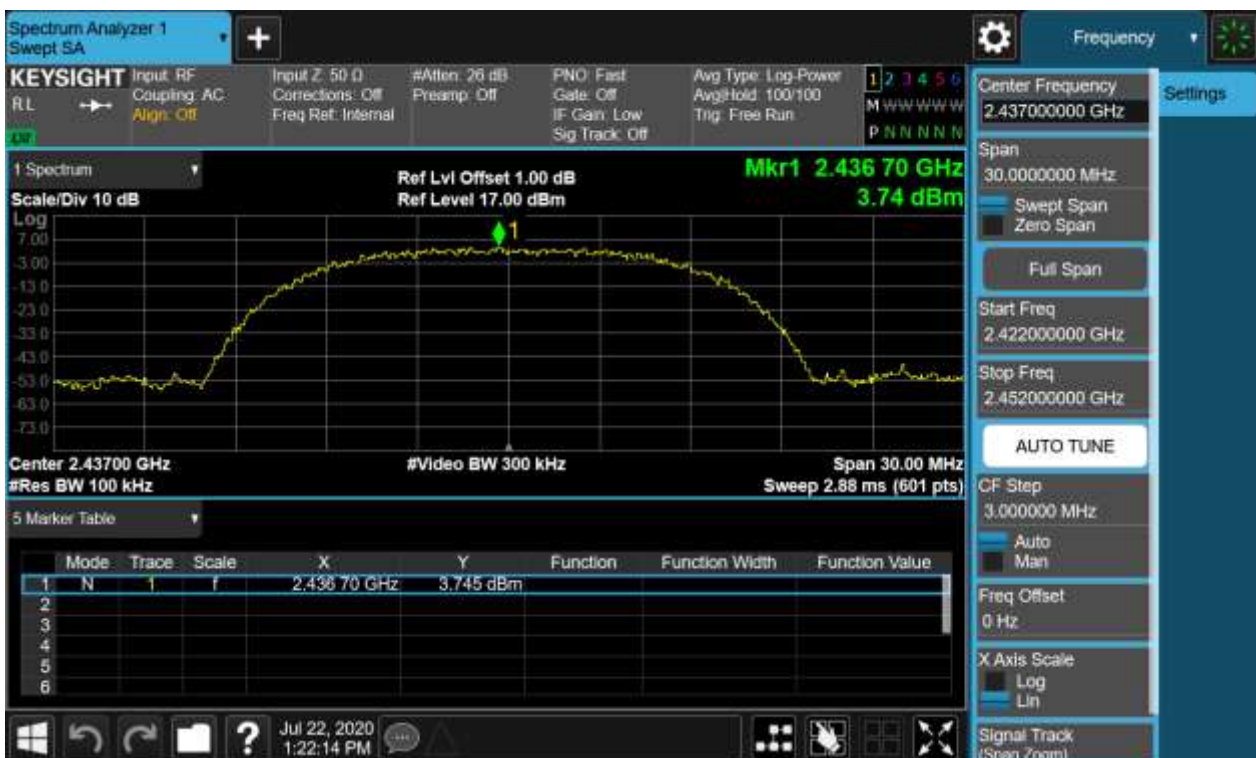 Spectrum Analyzer 1
Swept SA
Frequency
KEYSIGHT
RL
Input: RF
Coupling: AC
Align: Off
Input Z: 50 Ω
Corrections: Off
Freq Ref: Internal
#Atten: 26 dB
Preamp: Off
PNO: Fast
Gate: Off
IF Gain: Low
Sig Track: Off
Avg Type: Log-Power
Avg|Hold: 100/100
Trig: Free Run
1 2 3 4 5 6
M W W W W W
P N N N N N
1 Spectrum
Scale/Div 10 dB
Ref Lvl Offset 1.00 dB
Ref Level 17.00 dBm
Mkr1 2.436 70 GHz
3.74 dBm
Log
7.00
-3.00
-13.0
-23.0
-33.0
-43.0
-53.0
-63.0
-73.0
1
Center 2.43700 GHz
#Res BW 100 kHz
#Video BW 300 kHz
Span 30.00 MHz
Sweep 2.88 ms (601 pts)
5 Marker Table
Mode Trace Scale X Y Function Function Width Function Value
1 N 1 f 2.436 70 GHz 3.745 dBm
2
3
4
5
6
Jul 22, 2020
1:22:14 PM
Center Frequency
2.437000000 GHz
Settings
Span
30.0000000 MHz
Swept Span
Zero Span
Full Span
Start Freq
2.422000000 GHz
Stop Freq
2.452000000 GHz
AUTO TUNE
CF Step
3.000000 MHz
Auto
Man
Freq Offset
0 Hz
X Axis Scale
Log
Lin
Signal Track
(Span Zoom)